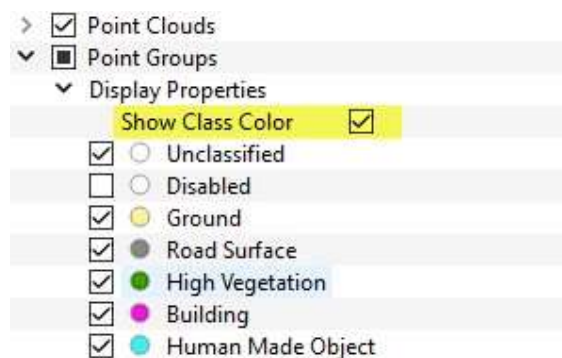 Point Clouds
Point Groups
Display Properties
Show Class Color
Unclassified
Disabled
Ground
Road Surface
High Vegetation
Building
Human Made Object